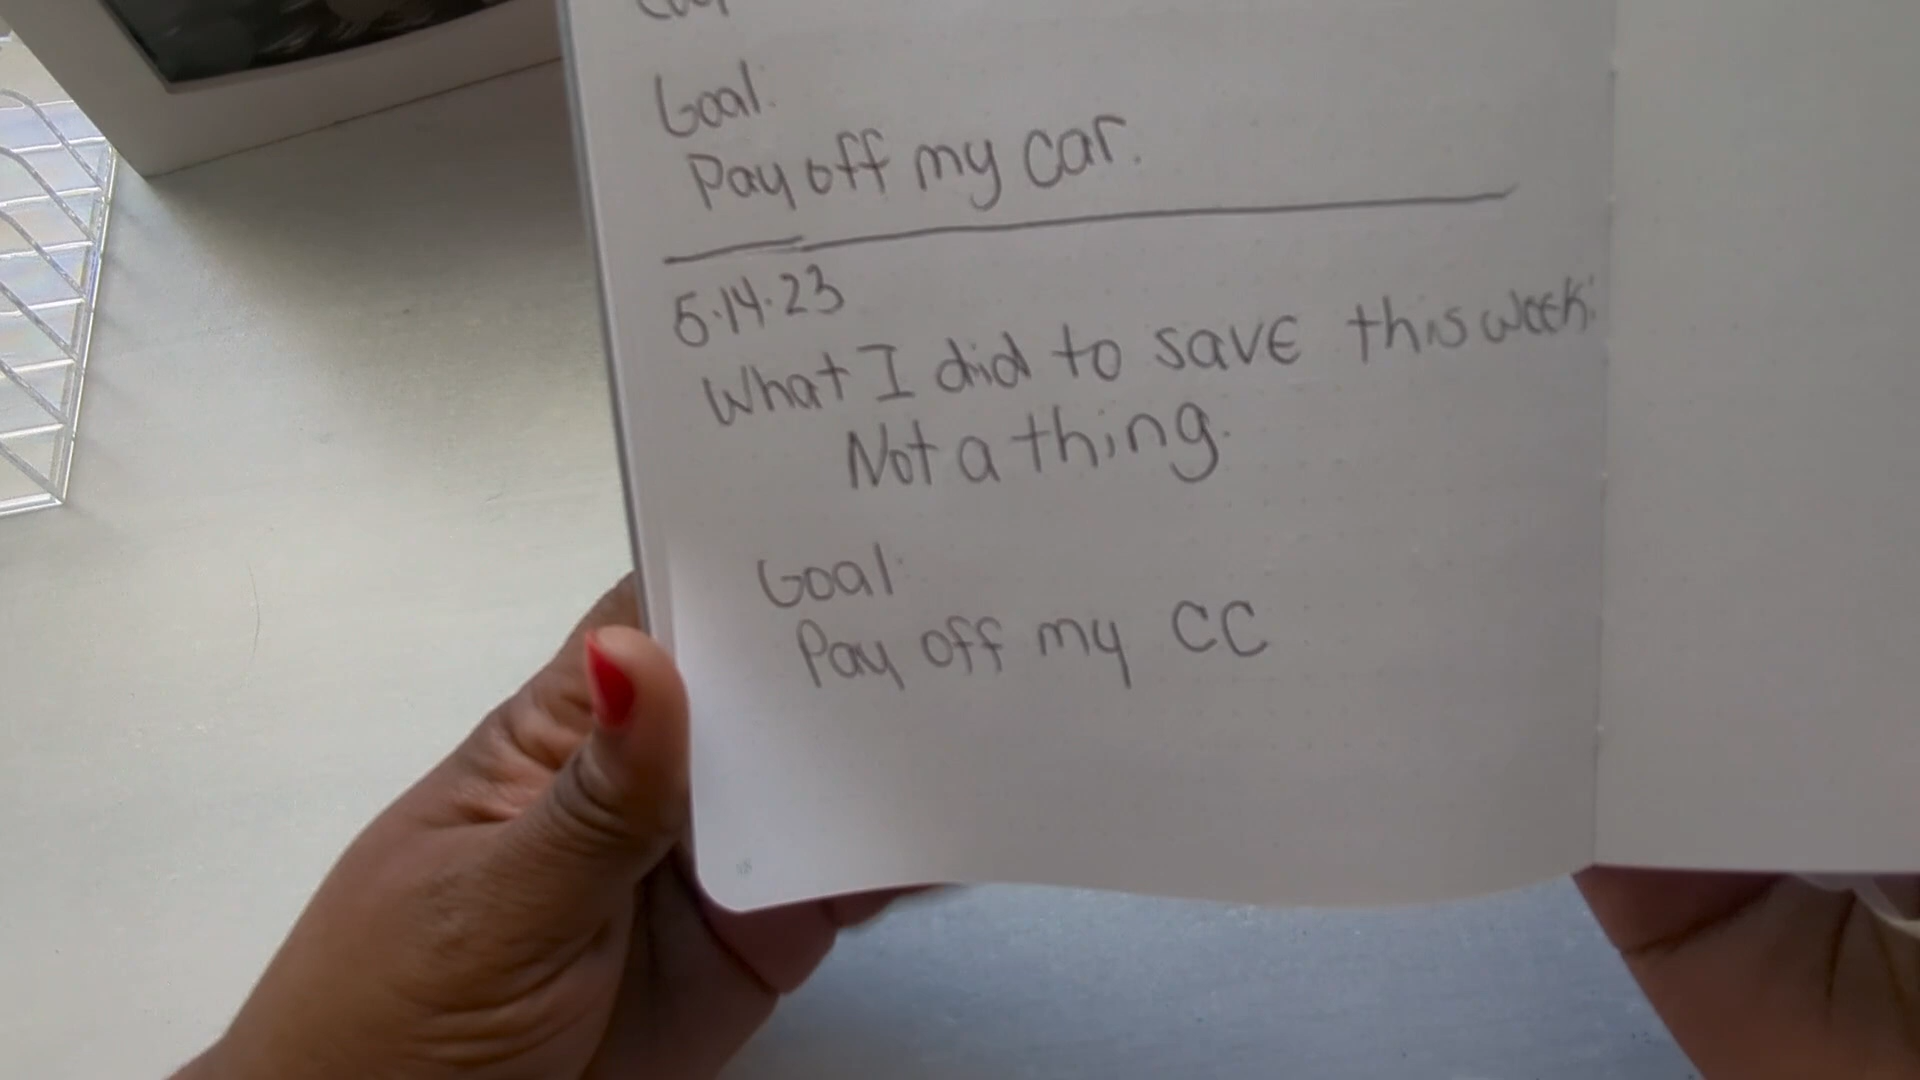 Goal:
Pay off my car.
5.14.23
What I did to save this week:
Not a thing.
Goal:
Pay off my CC